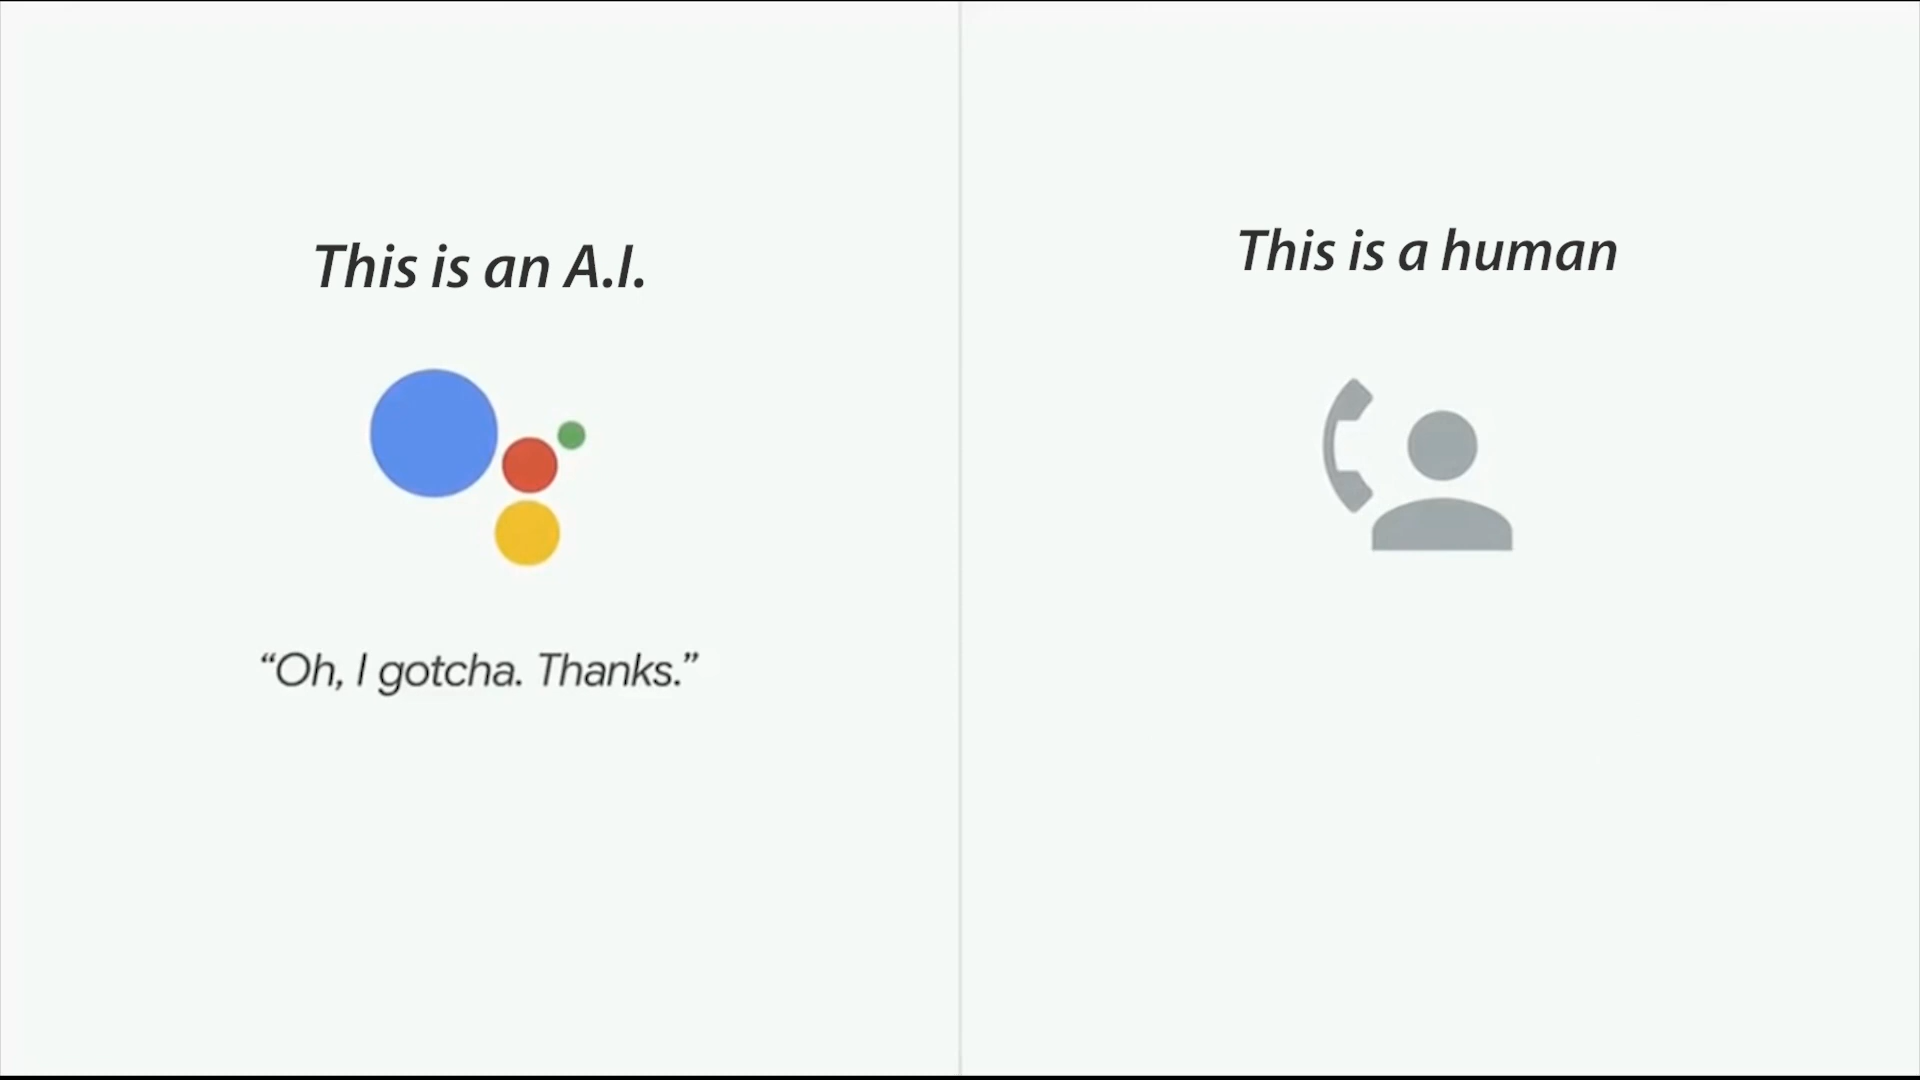 This is an A.I.
“Oh, I gotcha. Thanks.”
This is a human